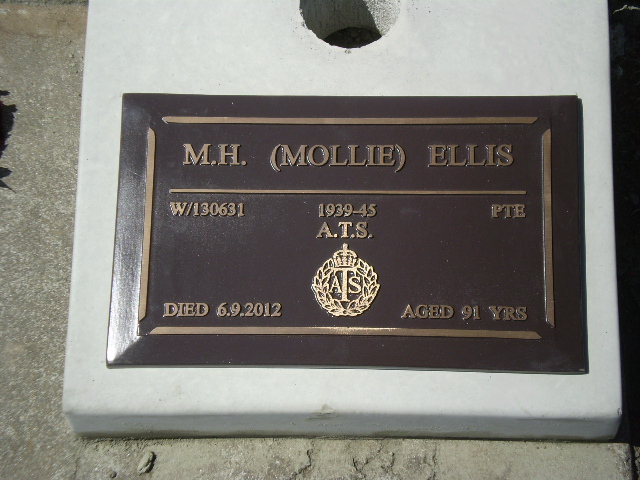 M.H. (MOLLIE) ELLIS
W/130631 1939-45 PTE
A.T.S.
ATS
DIED 6.9.2012 AGED 91 YRS